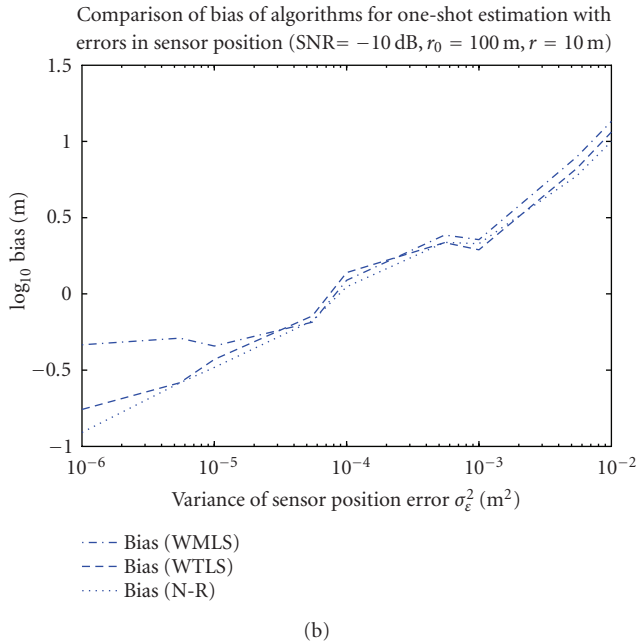 Comparison of bias of algorithms for one-shot estimation with
errors in sensor position (SNR= −10 dB, r₀ = 100 m, r = 10 m)
1.5
1
0.5
0
−0.5
−1
log₁₀ bias (m)
10⁻⁶ 10⁻⁵ 10⁻⁴ 10⁻³ 10⁻²
Variance of sensor position error σ²_ε (m²)
Bias (WMLS)
Bias (WTLS)
Bias (N-R)
(b)